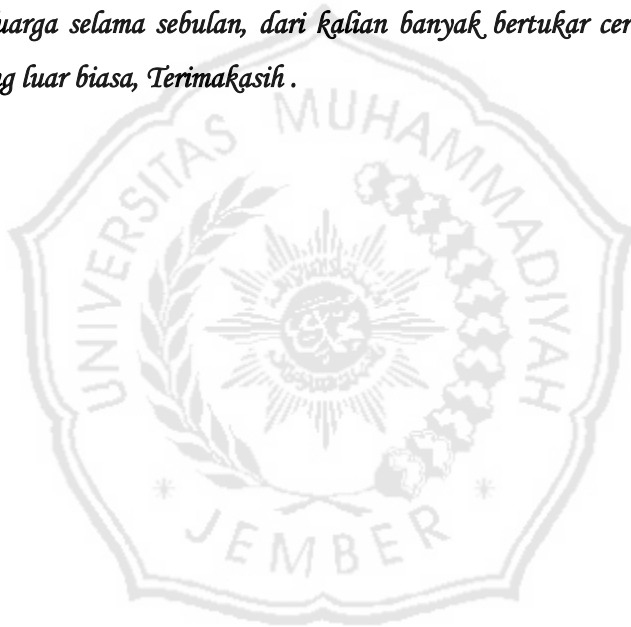 uarga selama sebulan, dari kalian banyak bertukar cer
g luar biasa, Terimakasih .
UNIVERSITAS MUHAMMADIYAH
JEMBER